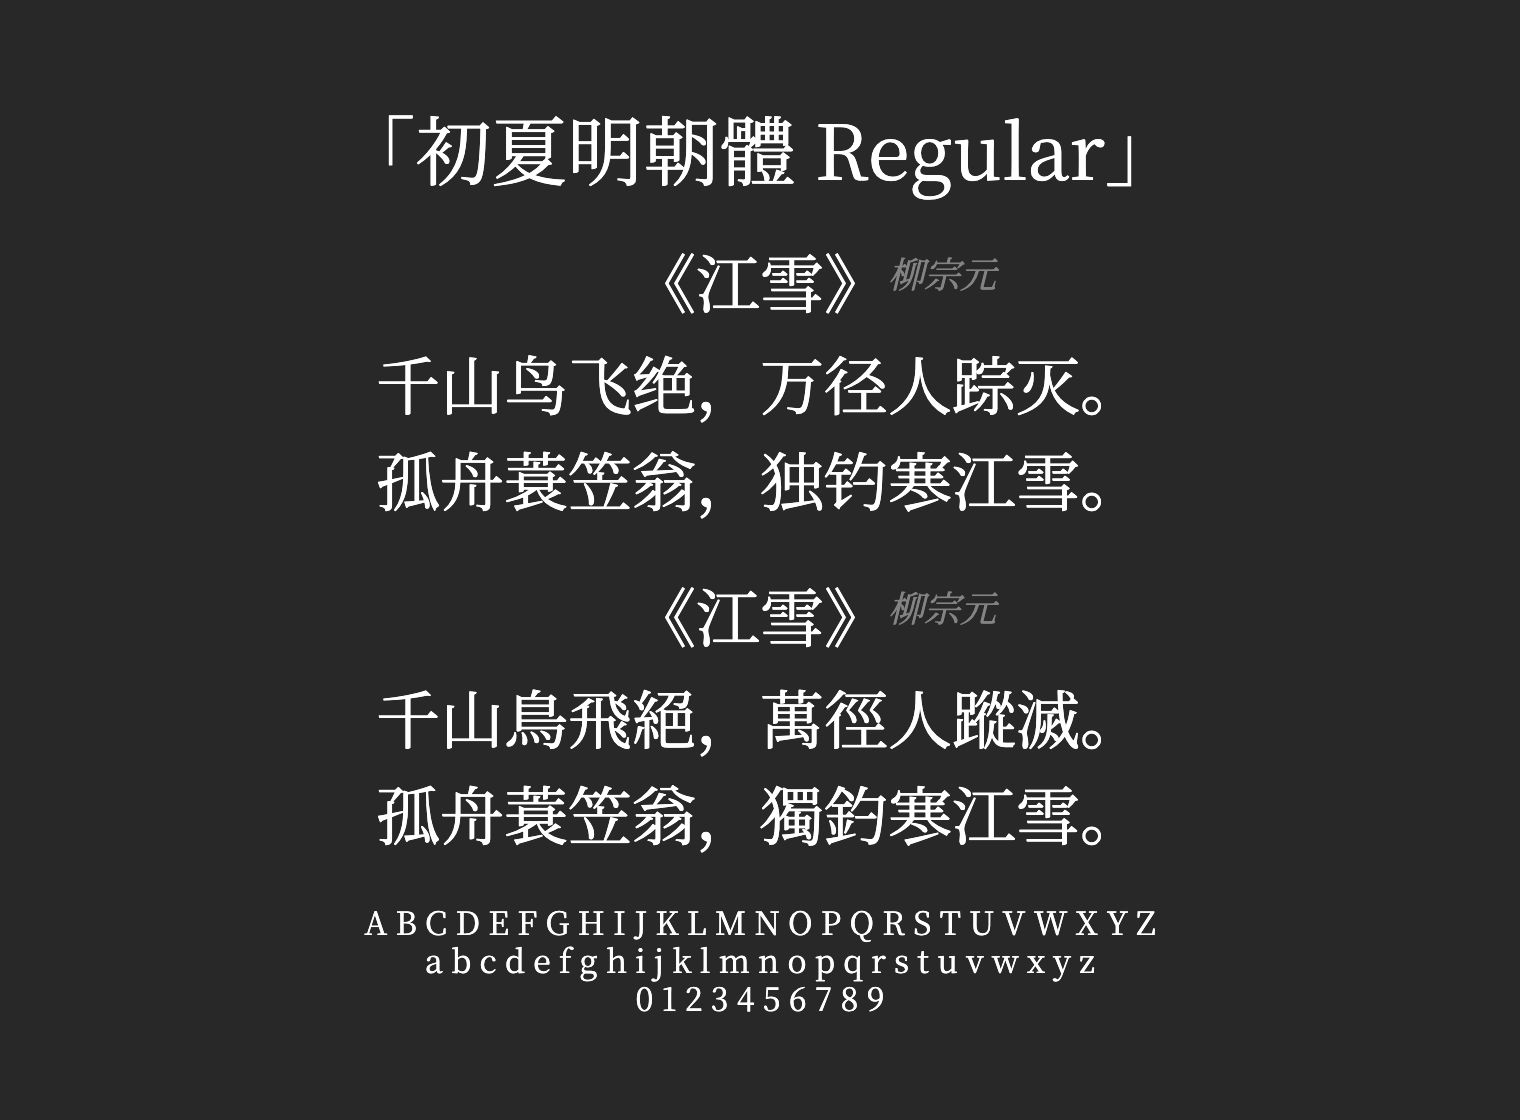 「初夏明朝體 Regular」
《江雪》 柳宗元
千山鸟飞绝，万径人踪灭。
孤舟蓑笠翁，独钓寒江雪。
《江雪》 柳宗元
千山鳥飛絕，萬徑人蹤滅。
孤舟蓑笠翁，獨釣寒江雪。
A B C D E F G H I J K L M N O P Q R S T U V W X Y Z
a b c d e f g h i j k l m n o p q r s t u v w x y z
0 1 2 3 4 5 6 7 8 9